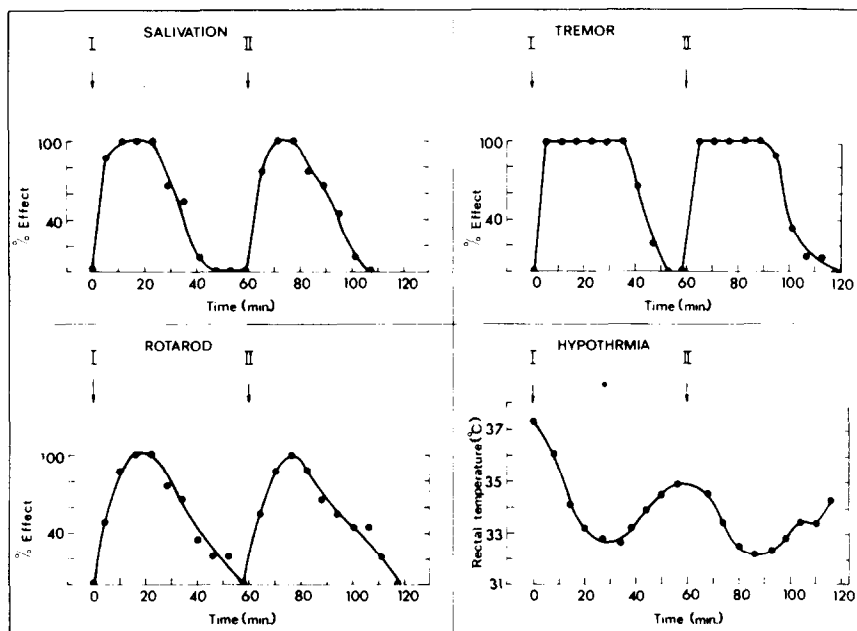 SALIVATION
I II
100
40
% Effect
0 20 40 60 80 100 120
Time (min.)
TREMOR
I II
100
40
% Effect
0 20 40 60 80 100 120
Time (min.)
ROTAROD
I II
100
40
% Effect
0 20 40 60 80 100 120
Time (min.)
HYPOTHRMIA
I II
37
35
33
31
Rectal temperature (°C)
0 20 40 60 80 100 120
Time (min.)